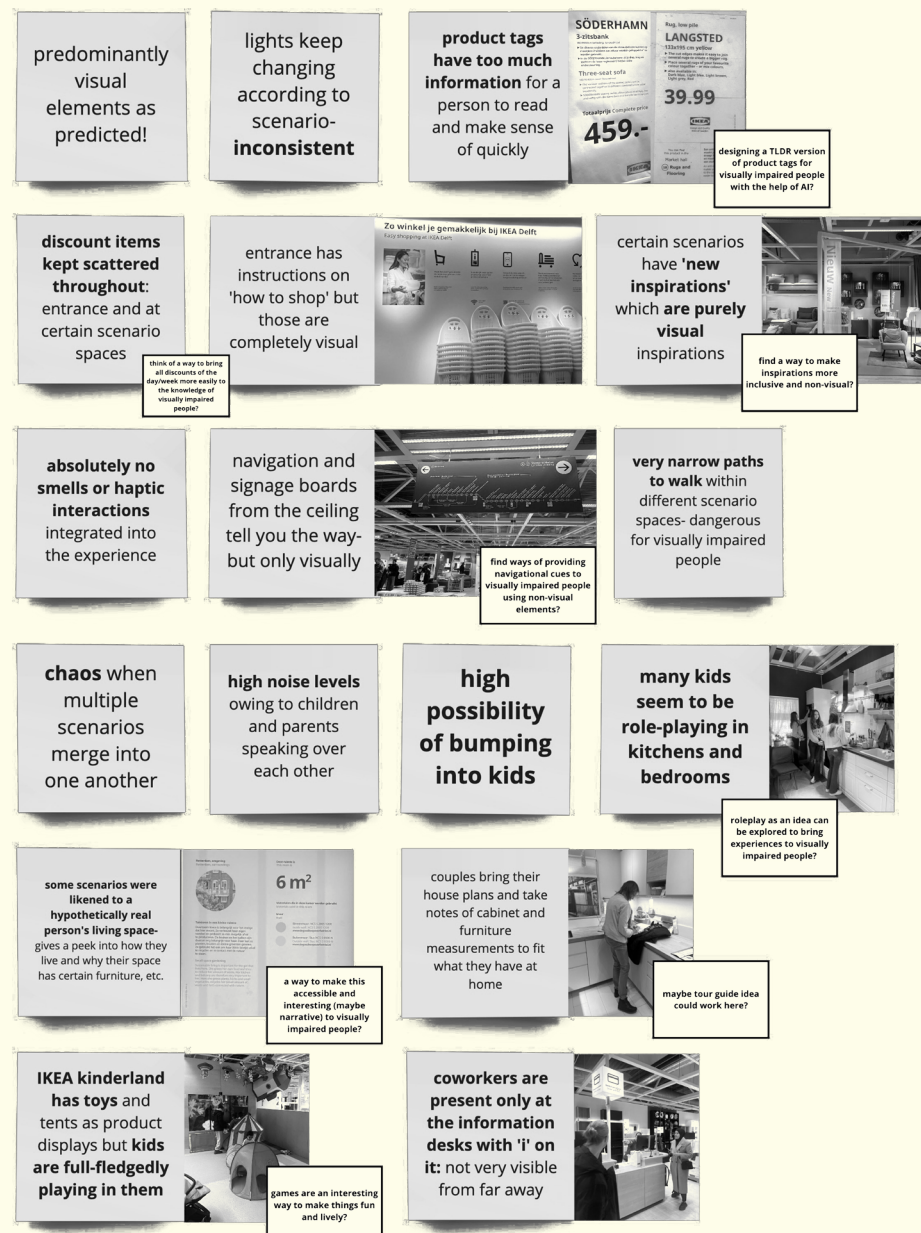 predominantly
visual
elements as
predicted!
lights keep
changing
according to
scenario-
inconsistent
product tags
have too much
information for a
person to read
and make sense
of quickly
SÖDERHAMN
3-zitsbank
Three-seat sofa
Totaalprijs Complete price
459.-
Rug, low pile
LANGSTED
133x195 cm yellow
39.99
IKEA
designing a TLDR version
of product tags for
visually impaired people
with the help of AI?
discount items
kept scattered
throughout:
entrance and at
certain scenario
spaces
think of a way to bring
all discounts of the
day/week more easily to
the knowledge of
visually impaired
people?
entrance has
instructions on
'how to shop' but
those are
completely visual
Zo winkel je gemakkelijk bij IKEA Delft
Easy shopping at IKEA Delft
certain scenarios
have 'new
inspirations'
which are purely
visual
inspirations
Nieuw
find a way to make
inspirations more
inclusive and non-visual?
absolutely no
smells or haptic
interactions
integrated into
the experience
navigation and
signage boards
from the ceiling
tell you the way-
but only visually
find ways of providing
navigational cues to
visually impaired people
using non-visual
elements?
very narrow paths
to walk within
different scenario
spaces- dangerous
for visually impaired
people
chaos when
multiple
scenarios
merge into
one another
high noise levels
owing to children
and parents
speaking over
each other
high
possibility
of bumping
into kids
many kids
seem to be
role-playing in
kitchens and
bedrooms
roleplay as an idea can
be explored to bring
experiences to visually
impaired people?
some scenarios were
likened to a
hypothetically real
person's living space-
gives a peek into how they
live and why their space
has certain furniture, etc.
6 m²
a way to make this
accessible and
interesting (maybe
narrative) to visually
impaired people?
couples bring their
house plans and take
notes of cabinet and
furniture
measurements to fit
what they have at
home
maybe tour guide idea
could work here?
IKEA kinderland
has toys and
tents as product
displays but kids
are full-fledgedly
playing in them
games are an interesting
way to make things fun
and lively?
coworkers are
present only at
the information
desks with 'i' on
it: not very visible
from far away